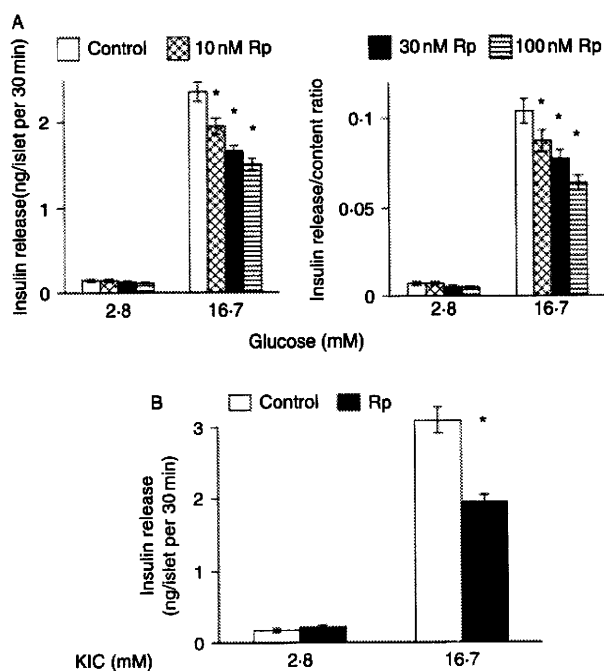 A
Control 10 nM Rp 30 nM Rp 100 nM Rp
Insulin release(ng/islet per 30 min)
2
1
0
* * *
2·8 16·7
Insulin release/content ratio
0·1
0·05
0
* * *
2·8 16·7
Glucose (mM)
B
Control Rp
Insulin release
(ng/islet per 30 min)
3
2
1
0
*
KIC (mM) 2·8 16·7